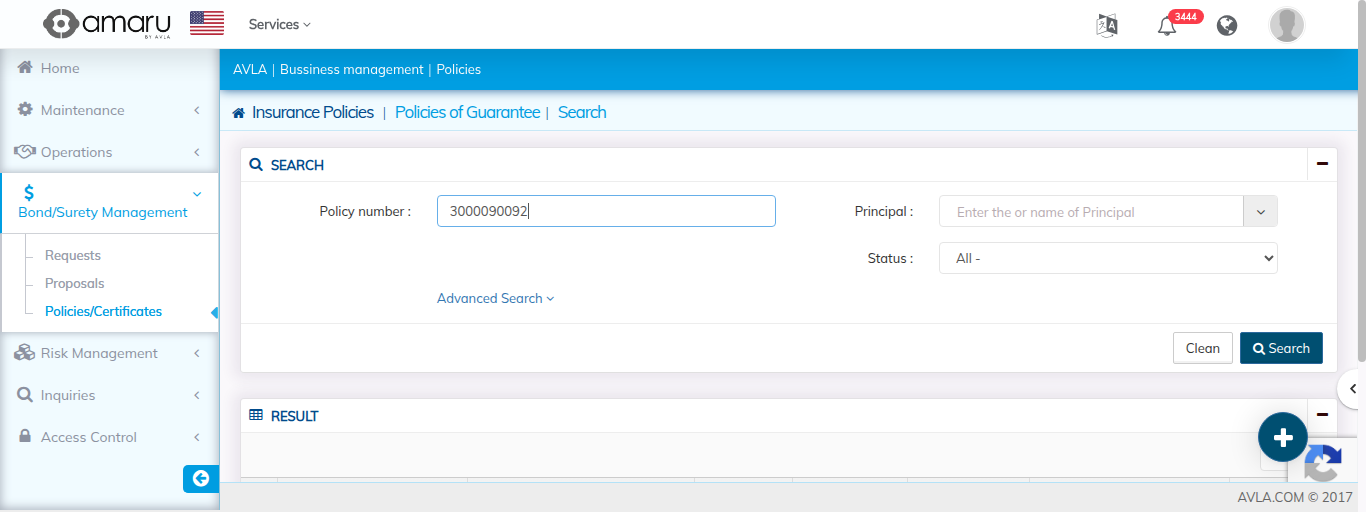 amaru
BY AVLA
Services
文A
3444
Home
Maintenance
Operations
$
Bond/Surety Management
Requests
Proposals
Policies/Certificates
Risk Management
Inquiries
Access Control
AVLA | Bussiness management | Policies
Insurance Policies | Policies of Guarantee | Search
SEARCH
Policy number : 3000090092
Principal : Enter the or name of Principal
Status : All -
Advanced Search
Clean
Search
RESULT
AVLA.COM © 2017